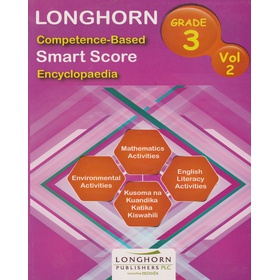 LONGHORN
Competence-Based
Smart Score
Encyclopaedia
GRADE
3
Vol
2
Mathematics
Activities
Environmental
Activities
English
Literacy
Activities
Kusoma na
Kuandika
Katika
Kiswahili
LONGHORN
PUBLISHERS PLC